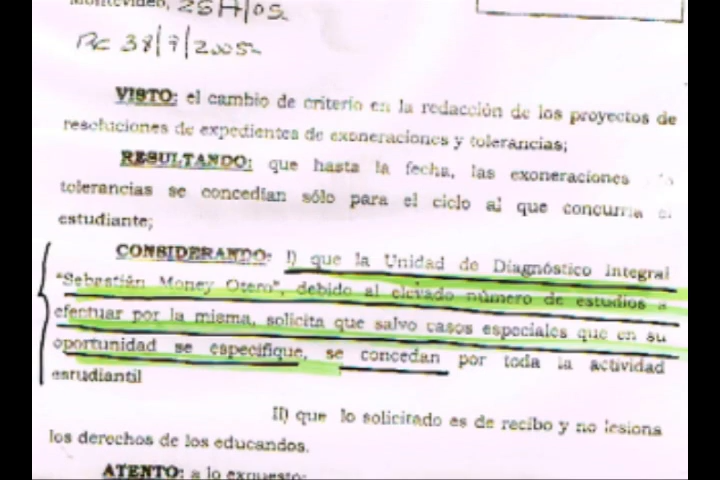 Montevideo, 25/7/05
RC 38/7/2005
VISTO: el cambio de criterio en la redacción de los proyectos de
resoluciones de expedientes de exoneraciones y tolerancias;
RESULTANDO: que hasta la fecha, las exoneraciones
tolerancias se concedían sólo para el ciclo al que concurría
estudiante;
CONSIDERANDO: I) que la Unidad de Diagnóstico Integral
"Sebastián Money Otero", debido al elevado número de estudios a
efectuar por la misma, solicita que salvo casos especiales que en su
oportunidad se especifique, se concedan por toda la actividad
estudiantil
II) que lo solicitado es de recibo y no lesiona
los derechos de los educandos.
ATENTO: a lo expuesto;